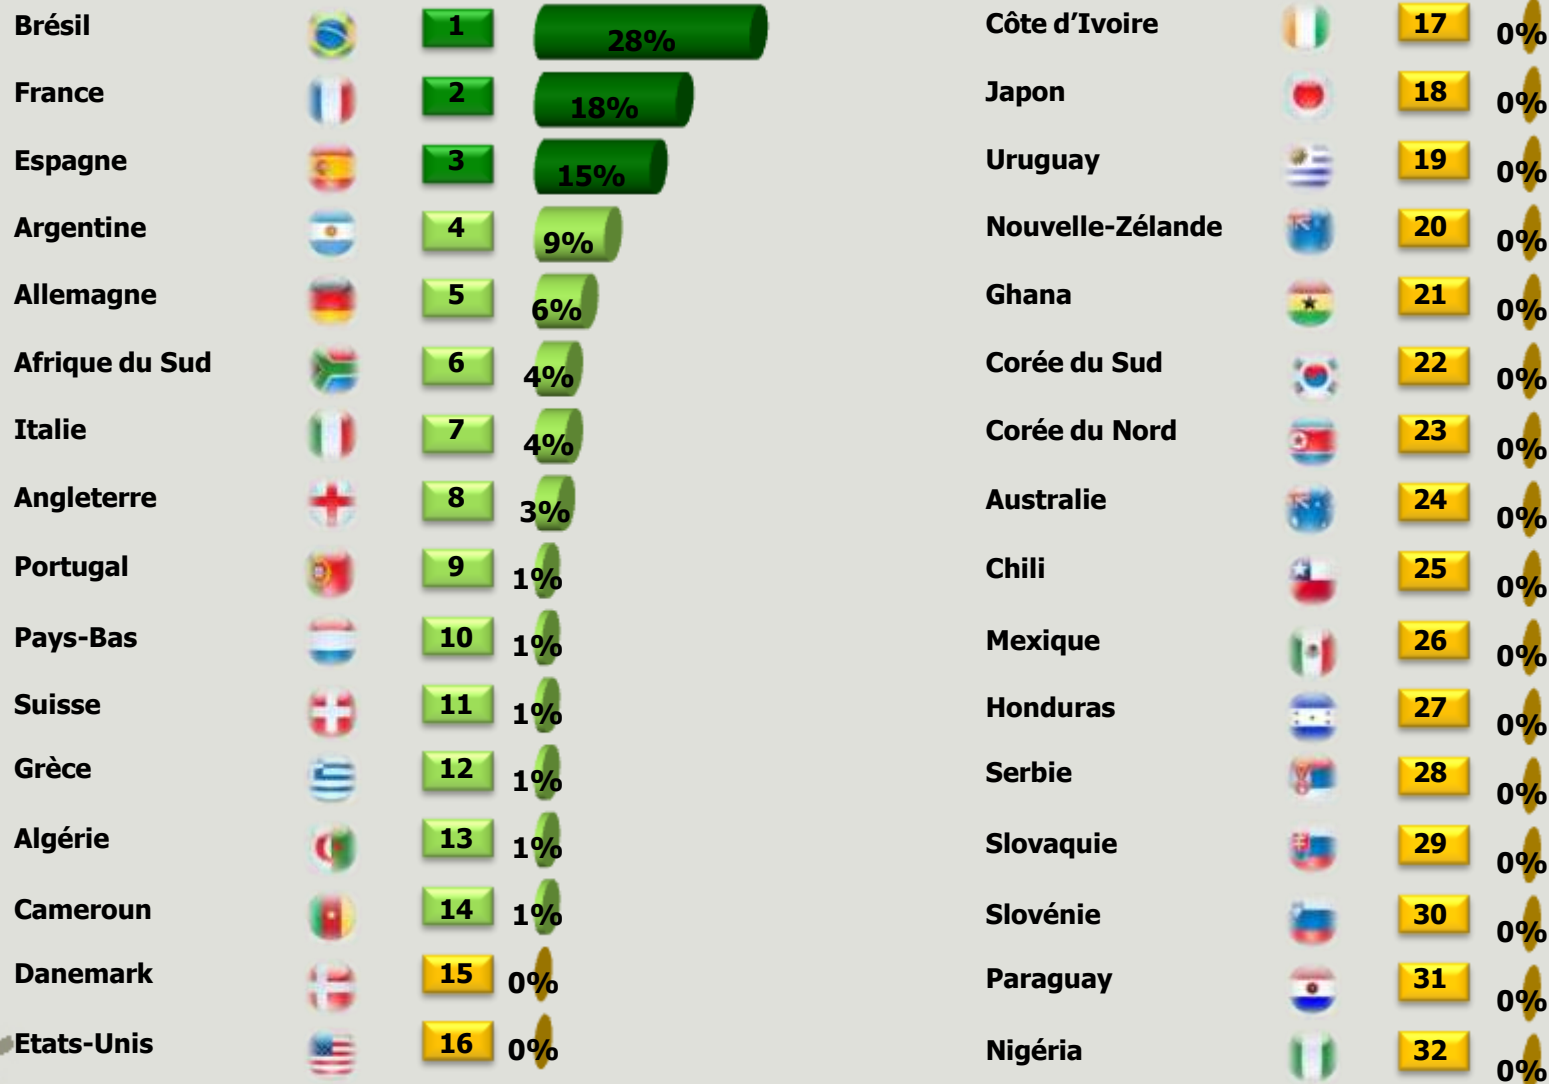 Brésil 1 28%
France 2 18%
Espagne 3 15%
Argentine 4 9%
Allemagne 5 6%
Afrique du Sud 6 4%
Italie 7 4%
Angleterre 8 3%
Portugal 9 1%
Pays-Bas 10 1%
Suisse 11 1%
Grèce 12 1%
Algérie 13 1%
Cameroun 14 1%
Danemark 15 0%
Etats-Unis 16 0%
Côte d’Ivoire 17 0%
Japon 18 0%
Uruguay 19 0%
Nouvelle-Zélande 20 0%
Ghana 21 0%
Corée du Sud 22 0%
Corée du Nord 23 0%
Australie 24 0%
Chili 25 0%
Mexique 26 0%
Honduras 27 0%
Serbie 28 0%
Slovaquie 29 0%
Slovénie 30 0%
Paraguay 31 0%
Nigéria 32 0%